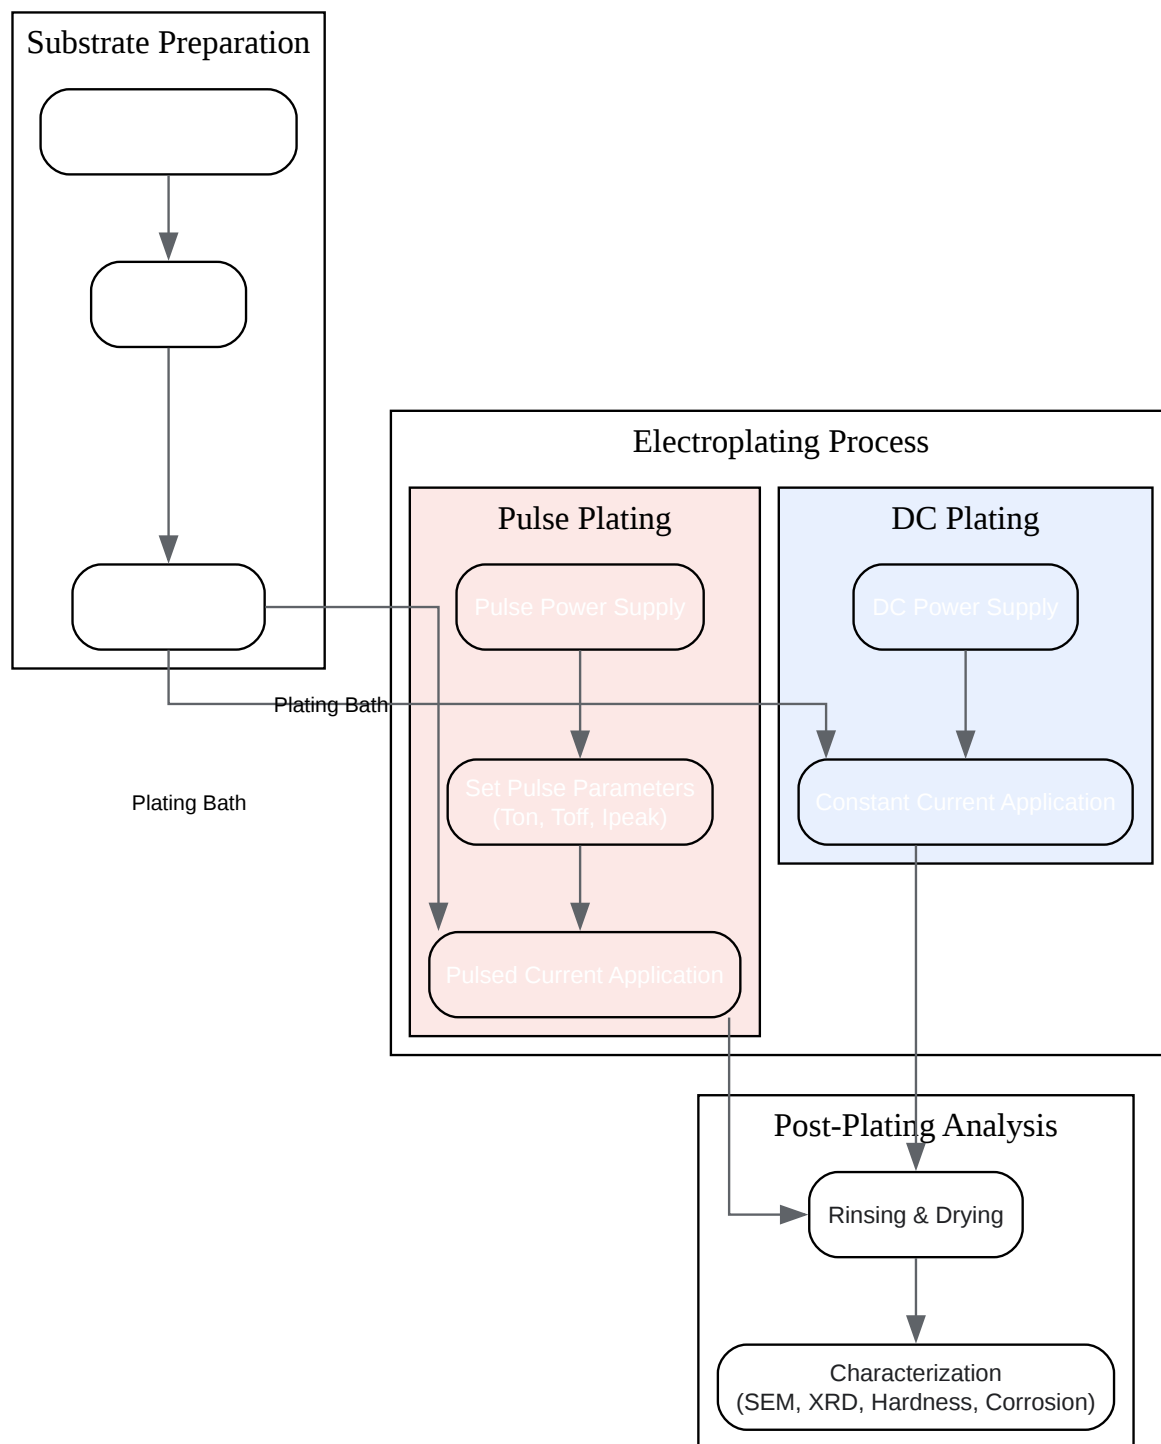 Substrate Preparation
Electroplating Process
Pulse Plating
DC Plating
Pulse Power Supply
DC Power Supply
Plating Bath
Set Pulse Parameters
(Ton, Toff, Ipeak)
Constant Current Application
Plating Bath
Pulsed Current Application
Post-Plating Analysis
Rinsing & Drying
Characterization
(SEM, XRD, Hardness, Corrosion)